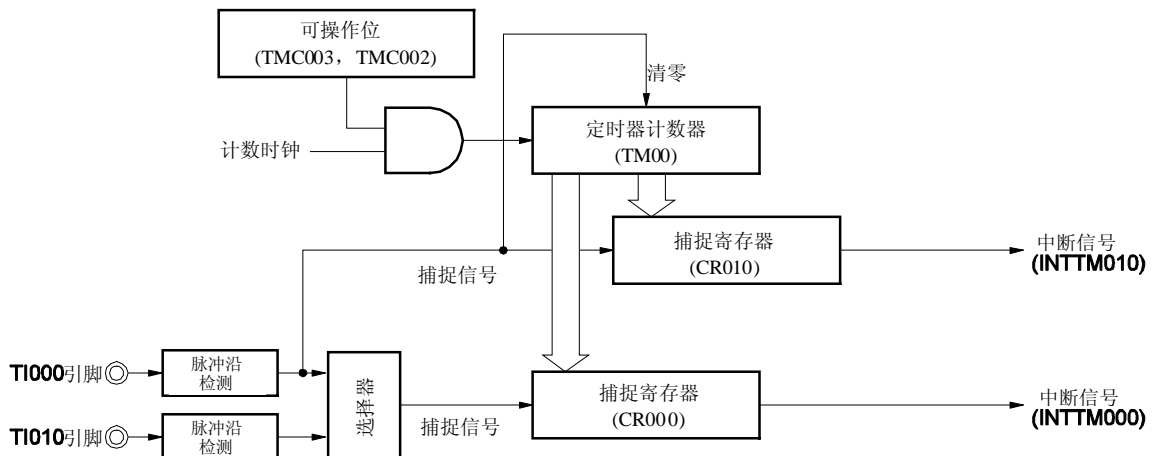 可操作位
(TMC003，TMC002)
清零
定时器计数器
(TM00)
计数时钟
捕捉寄存器
(CR010)
中断信号
(INTTM010)
捕捉信号
TI000引脚
脉冲沿
检测
选择器
捕捉寄存器
(CR000)
中断信号
(INTTM000)
捕捉信号
TI010引脚
脉冲沿
检测